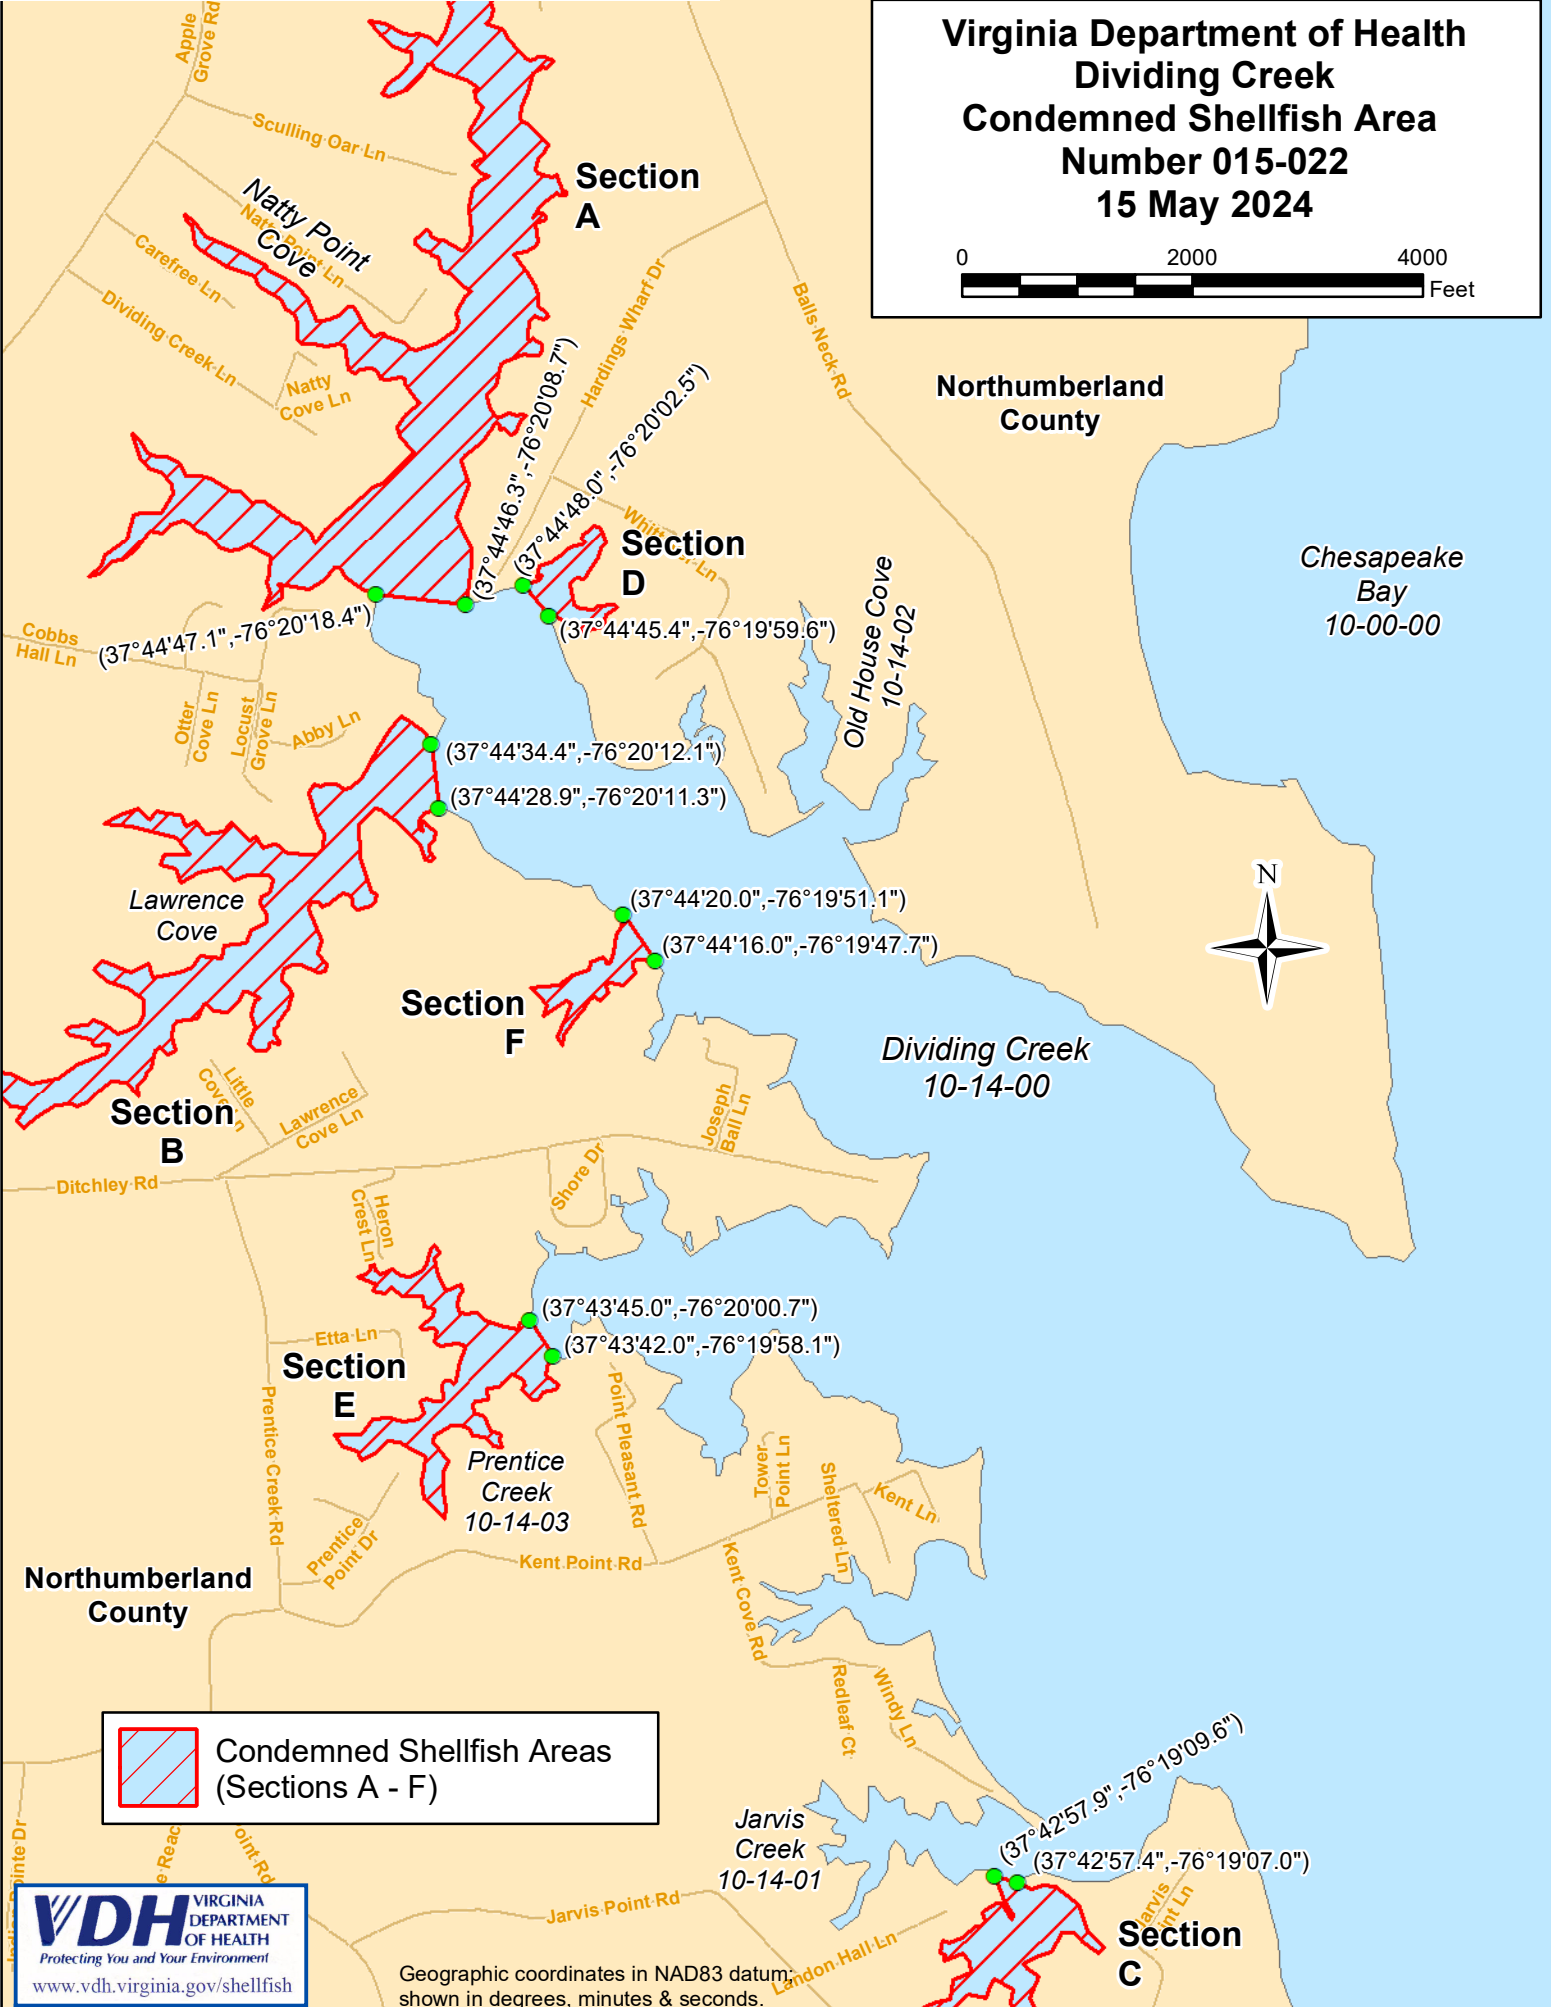 Virginia Department of Health
Dividing Creek
Condemned Shellfish Area
Number 015-022
15 May 2024
0 2000 4000
Feet
Apple
Grove Rd
Sculling Oar Ln
Section
A
Natty Point
Cove
Natty Point Ln
Carefree Ln
Dividing Creek Ln
Natty
Cove Ln
Hardings Wharf Dr
Balls Neck Rd
Northumberland
County
(37°44'46.3",-76°20'08.7")
(37°44'48.0",-76°20'02.5")
Section
D
Chesapeake
Bay
10-00-00
Old House Cove
10-14-02
(37°44'47.1",-76°20'18.4")
(37°44'45.4",-76°19'59.6")
Cobbs
Hall Ln
Otter
Cove Ln
Locust
Grove Ln
Abby Ln
(37°44'34.4",-76°20'12.1")
(37°44'28.9",-76°20'11.3")
Lawrence
Cove
N
(37°44'20.0",-76°19'51.1")
(37°44'16.0",-76°19'47.7")
Section
F
Dividing Creek
10-14-00
Little
Cove Ln
Lawrence
Cove Ln
Section
B
Joseph
Ball Ln
Ditchley Rd
Shore Dr
Heron
Crest Ln
(37°43'45.0",-76°20'00.7")
(37°43'42.0",-76°19'58.1")
Etta Ln
Section
E
Prentice Creek Rd
Point Pleasant Rd
Prentice
Creek
10-14-03
Tower
Point Ln
Sheltered Ln
Kent Ln
Prentice
Point Dr
Kent Point Rd
Kent Cove Rd
Northumberland
County
Redleaf Ct
Windy Ln
Condemned Shellfish Areas
(Sections A - F)
Jarvis
Creek
10-14-01
(37°42'57.9",-76°19'09.6")
(37°42'57.4",-76°19'07.0")
Jarvis Point Rd
Landon Hall Ln
Jarvis
Section
C
VDH
VIRGINIA
DEPARTMENT
OF HEALTH
Protecting You and Your Environment
www.vdh.virginia.gov/shellfish
Geographic coordinates in NAD83 datum;
shown in degrees, minutes & seconds.